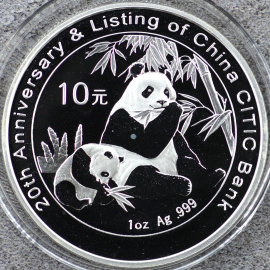 20th Anniversary & Listing of China CITIC Bank
10元
1oz Ag .999